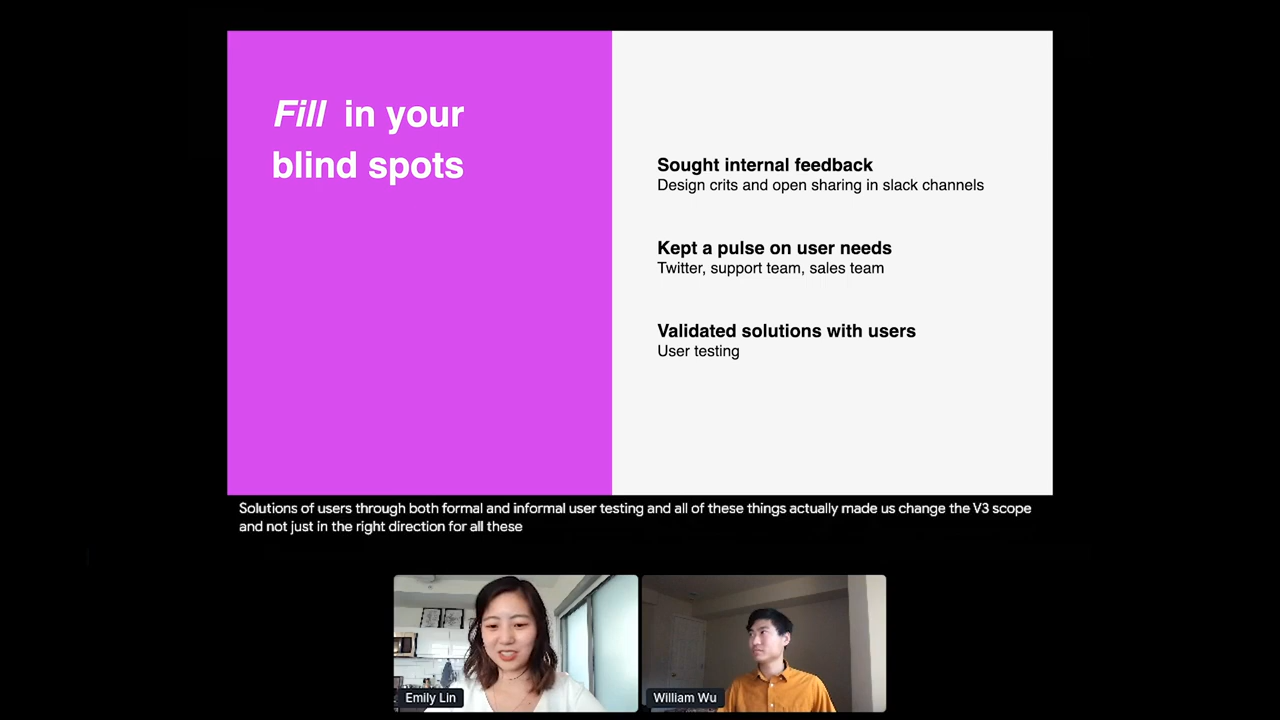 Fill in your
blind spots
Sought internal feedback
Design crits and open sharing in slack channels
Kept a pulse on user needs
Twitter, support team, sales team
Validated solutions with users
User testing
Solutions of users through both formal and informal user testing and all of these things actually made us change the V3 scope
and not just in the right direction for all these
Emily Lin
William Wu